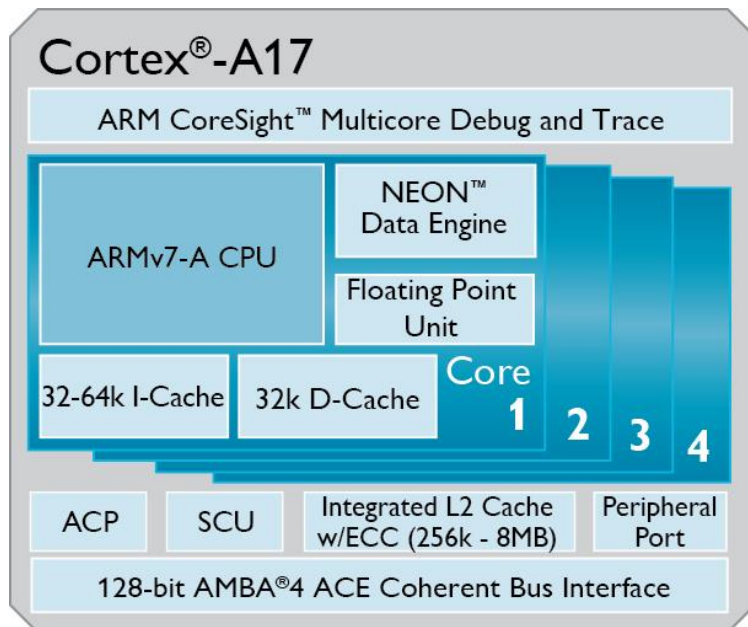 Cortex®-A17
ARM CoreSight™ Multicore Debug and Trace
ARMv7-A CPU
NEON™
Data Engine
Floating Point
Unit
32-64k I-Cache
32k D-Cache
Core
1
2
3
4
ACP
SCU
Integrated L2 Cache
w/ECC (256k - 8MB)
Peripheral
Port
128-bit AMBA®4 ACE Coherent Bus Interface